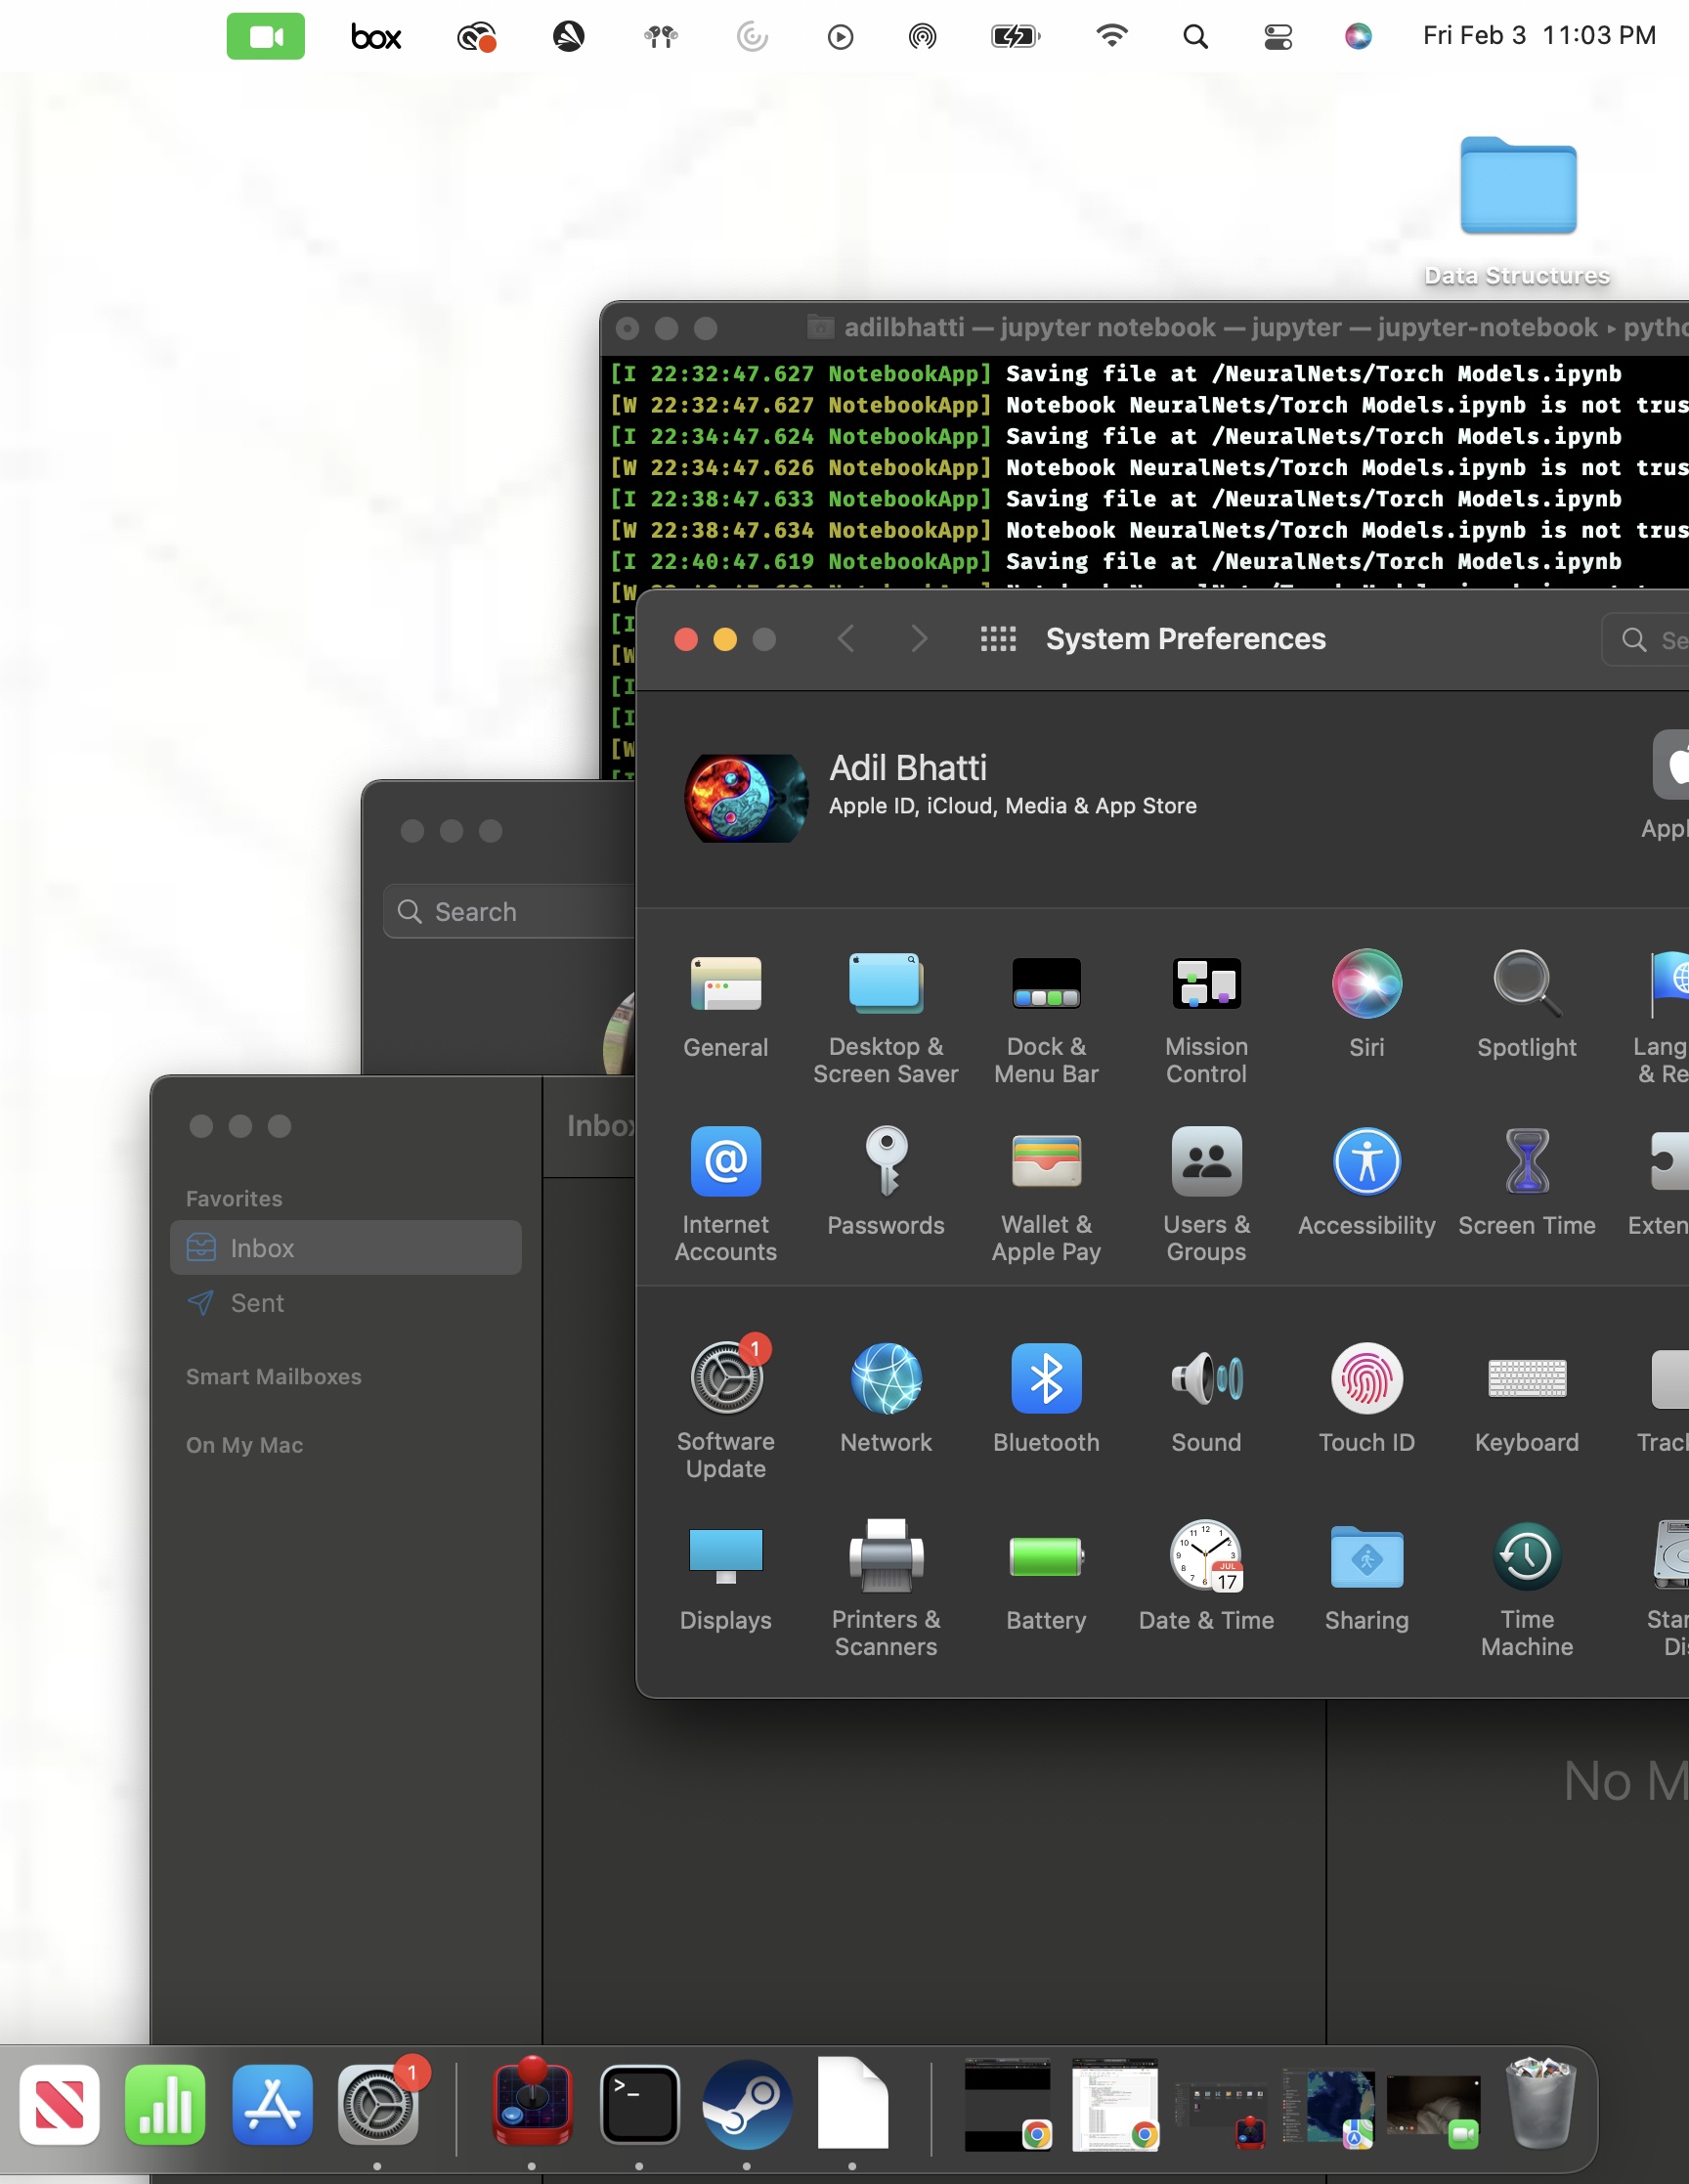 box
Fri Feb 3 11:03 PM
Data Structures
adilbhatti — jupyter notebook — jupyter — jupyter-notebook ▸ pytho
[I 22:32:47.627 NotebookApp] Saving file at /NeuralNets/Torch Models.ipynb
[W 22:32:47.627 NotebookApp] Notebook NeuralNets/Torch Models.ipynb is not trus
[I 22:34:47.624 NotebookApp] Saving file at /NeuralNets/Torch Models.ipynb
[W 22:34:47.626 NotebookApp] Notebook NeuralNets/Torch Models.ipynb is not trus
[I 22:38:47.633 NotebookApp] Saving file at /NeuralNets/Torch Models.ipynb
[W 22:38:47.634 NotebookApp] Notebook NeuralNets/Torch Models.ipynb is not trus
[I 22:40:47.619 NotebookApp] Saving file at /NeuralNets/Torch Models.ipynb
[W
[I
[W
[I
[I
[W
[I
System Preferences
Se
Adil Bhatti
Apple ID, iCloud, Media & App Store
Appl
Search
General
Desktop &
Screen Saver
Dock &
Menu Bar
Mission
Control
Siri
Spotlight
Lang
& Re
Inbox
Favorites
Inbox
Sent
Smart Mailboxes
On My Mac
@
Internet
Accounts
Passwords
Wallet &
Apple Pay
Users &
Groups
Accessibility
Screen Time
Exten
1
Software
Update
Network
Bluetooth
Sound
Touch ID
Keyboard
Track
Displays
Printers &
Scanners
Battery
JUL
17
Date & Time
Sharing
Time
Machine
Star
Dis
No M
1
>_